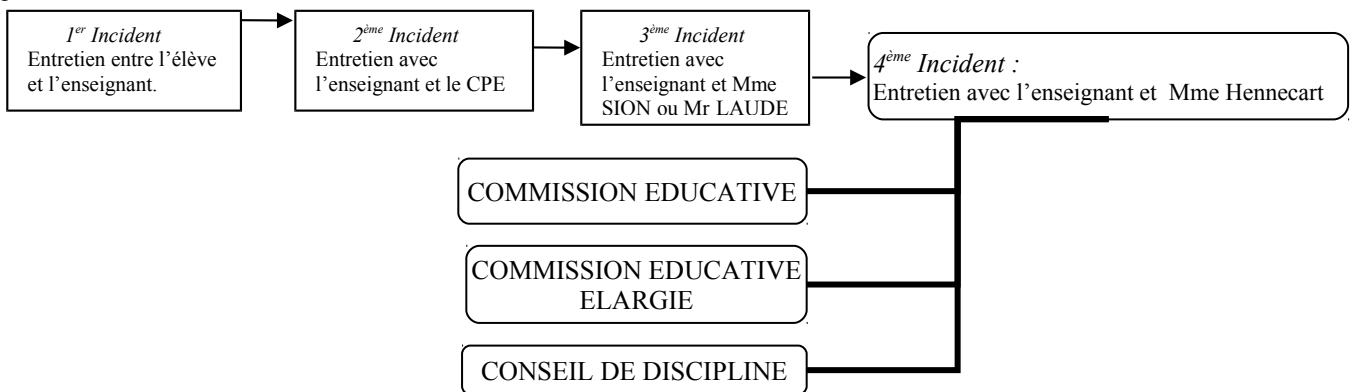 1er Incident
Entretien entre l’élève
et l’enseignant.
2ème Incident
Entretien avec
l’enseignant et le CPE
3ème Incident
Entretien avec
l’enseignant et Mme
SION ou Mr LAUDE
4ème Incident :
Entretien avec l’enseignant et Mme Hennecart
COMMISSION EDUCATIVE
COMMISSION EDUCATIVE
ELARGIE
CONSEIL DE DISCIPLINE